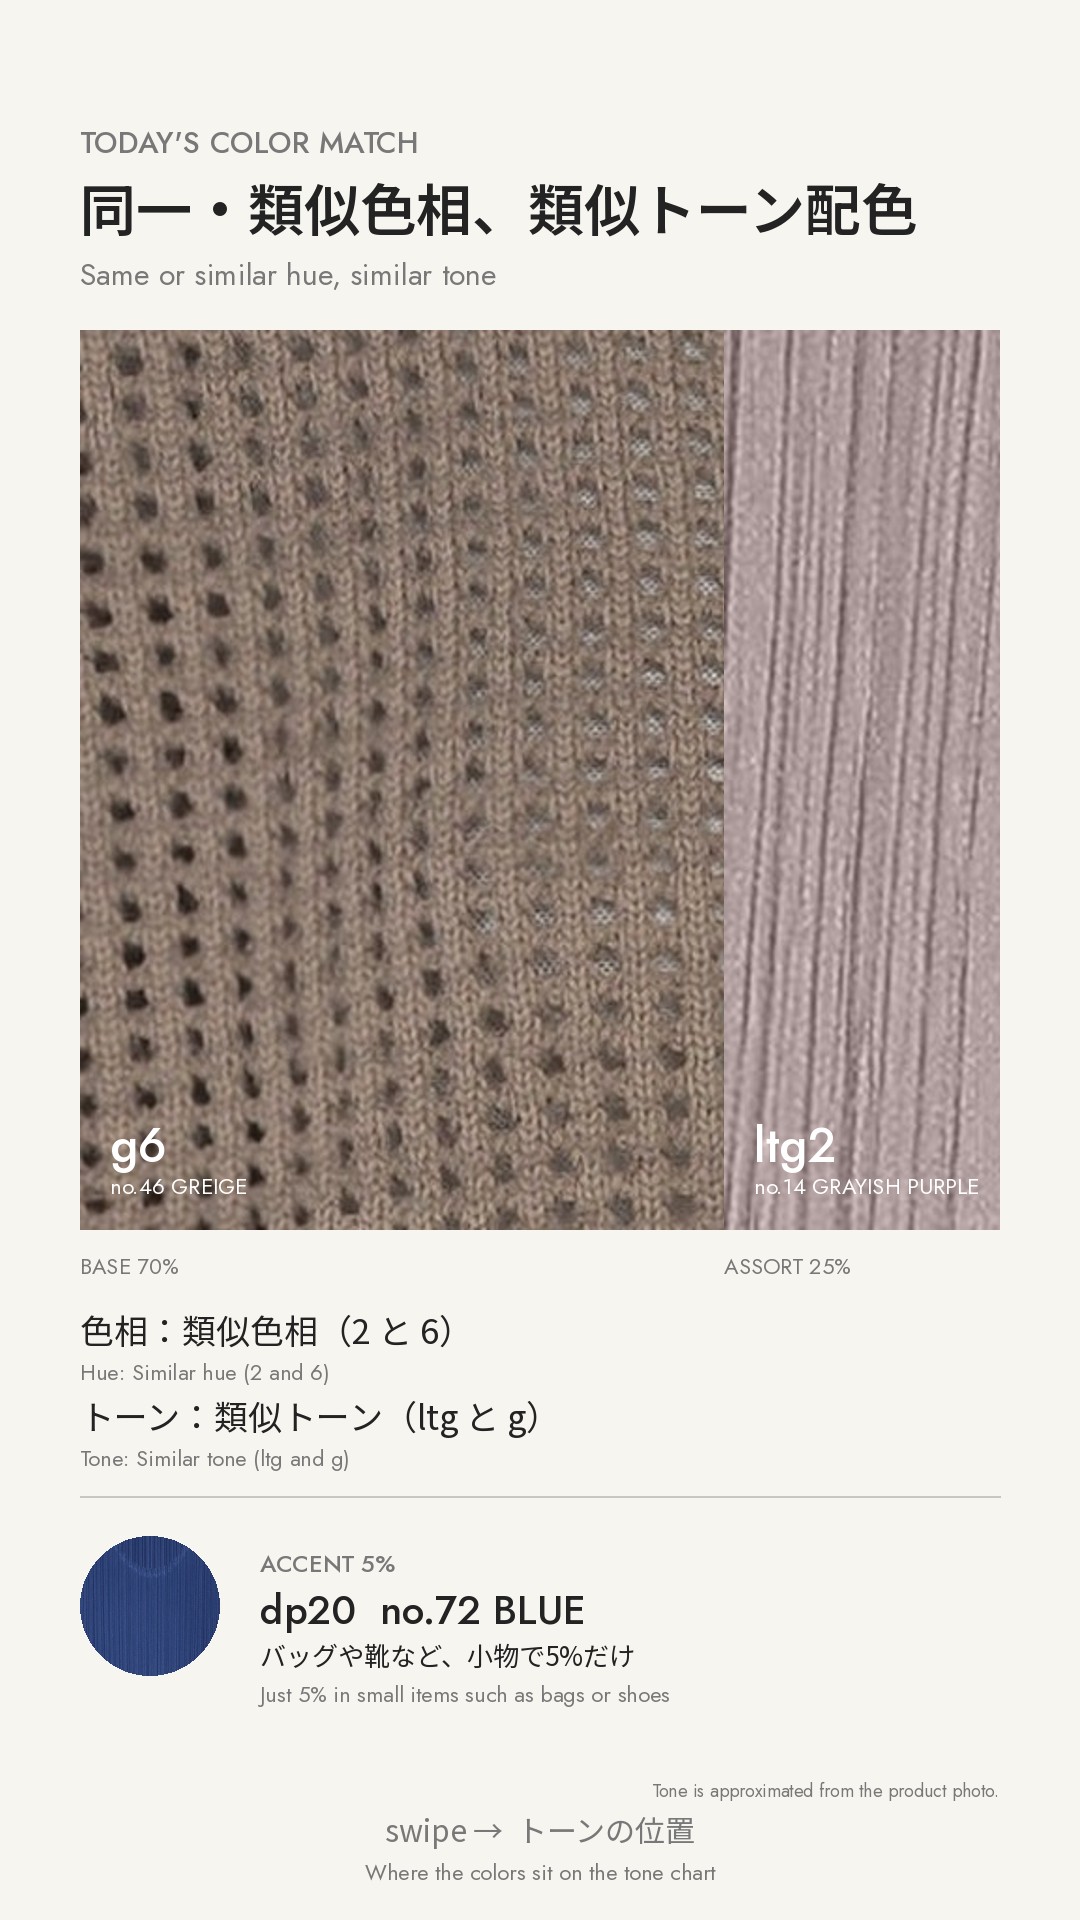 TODAY'S COLOR MATCH
同一・類似色相、類似トーン配色
Same or similar hue, similar tone
g6
no.46 GREIGE
ltg2
no.14 GRAYISH PURPLE
BASE 70%
ASSORT 25%
色相：類似色相（2 と 6）
Hue: Similar hue (2 and 6)
トーン：類似トーン（ltg と g）
Tone: Similar tone (ltg and g)
ACCENT 5%
dp20 no.72 BLUE
バッグや靴など、小物で5%だけ
Just 5% in small items such as bags or shoes
Tone is approximated from the product photo.
swipe → トーンの位置
Where the colors sit on the tone chart